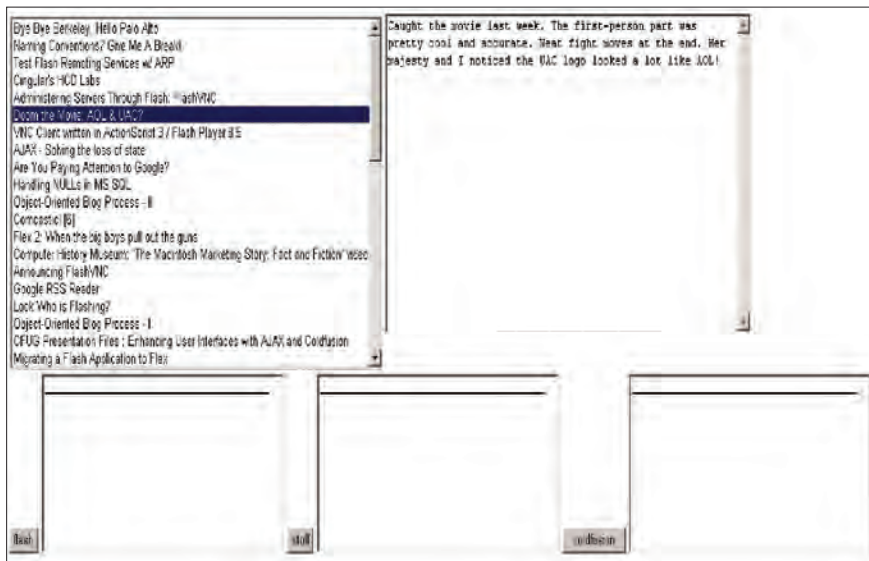 Bye Bye Berkeley, Hello Palo Alto
Naming Conventions? Give Me A Break!
Test Flash Remoting Services w/ ARP
Cingular's HCD Labs
Administering Servers Through Flash: FlashVNC
Doom the Movie: AOL & UAC?
VNC Client written in ActionScript 3 / Flash Player 8.5
AJAX - Solving the loss of state
Are You Paying Attention to Google?
Handling NULLs in MS SQL
Object-Oriented Blog Process - II
Comcastic! [6]
Flex 2: When the big boys pull out the guns
Computer History Museum: "The Macintosh Marketing Story: Fact and Fiction"
Announcing FlashVNC
Google RSS Reader
Look Who is Flashing?
Object-Oriented Blog Process - I
CFUG Presentation Files : Enhancing User Interfaces with AJAX and Coldfusion
Migrating a Flash Application to Flex
Caught the movie last week. The first-person part was
pretty cool and accurate. Neat fight moves at the end. Her
majesty and I noticed the UAC logo looked a lot like AOL!
flash
stuff
coldfusion